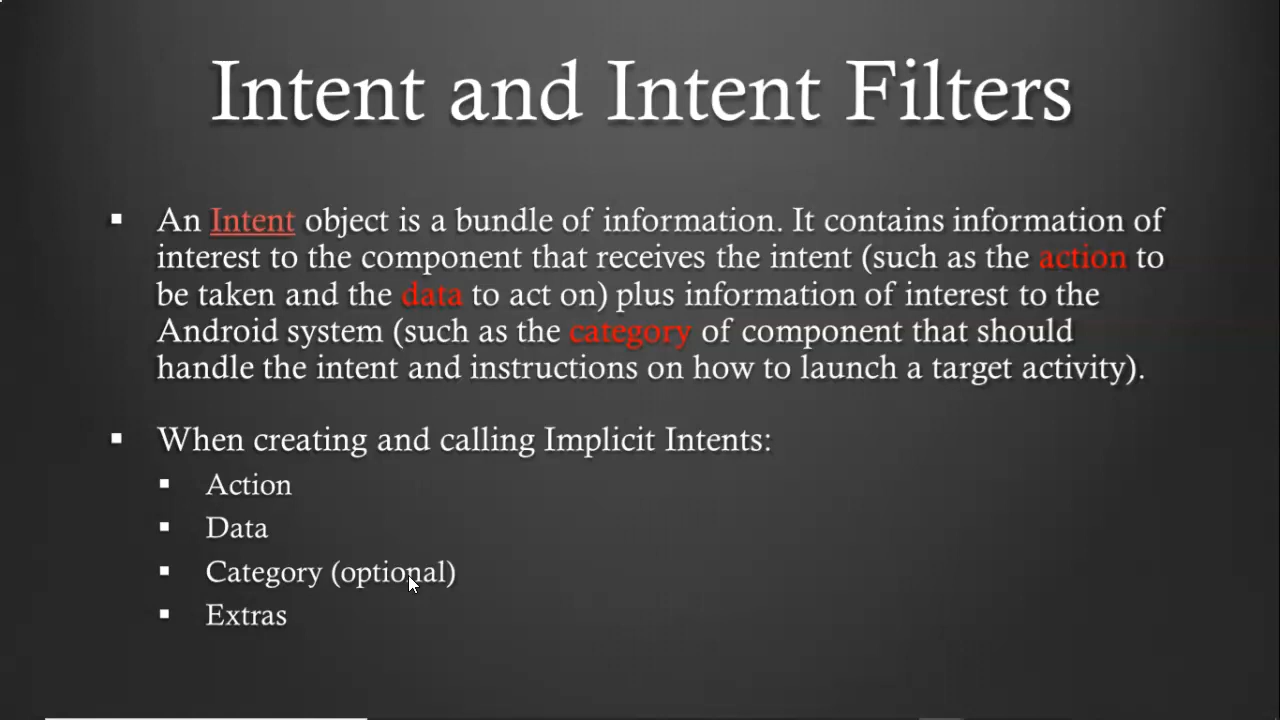 Intent and Intent Filters
An Intent object is a bundle of information. It contains information of
interest to the component that receives the intent (such as the action to
be taken and the data to act on) plus information of interest to the
Android system (such as the category of component that should
handle the intent and instructions on how to launch a target activity).
When creating and calling Implicit Intents:
Action
Data
Category (optional)
Extras